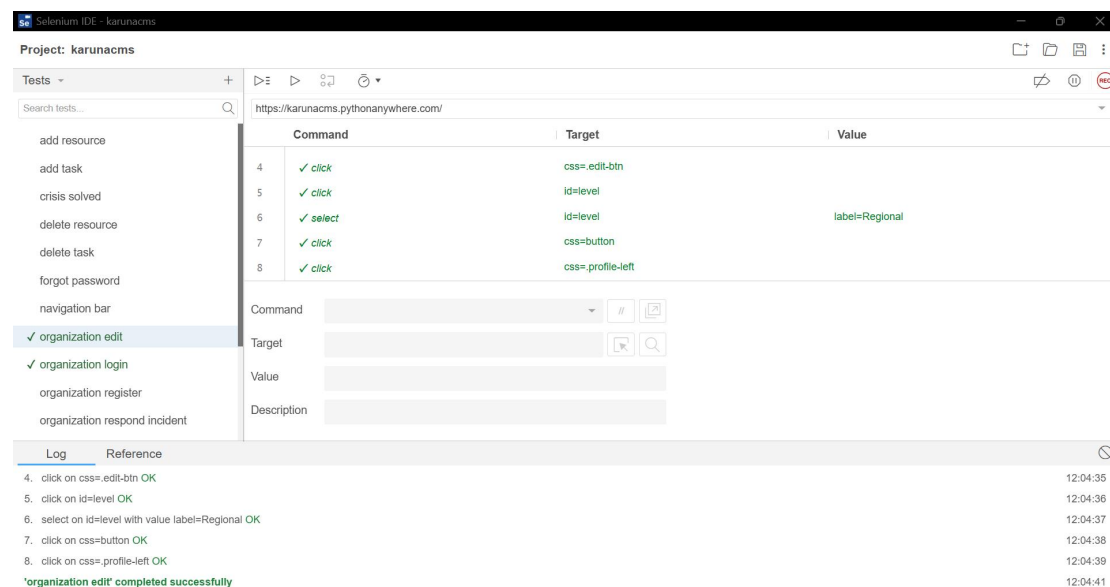 Se Selenium IDE - karunacms
Project: karunacms
Tests
Search tests...
add resource
add task
crisis solved
delete resource
delete task
forgot password
navigation bar
✓ organization edit
✓ organization login
organization register
organization respond incident
REC
https://karunacms.pythonanywhere.com/
Command Target Value
4 ✓ click css=.edit-btn
5 ✓ click id=level
6 ✓ select id=level label=Regional
7 ✓ click css=button
8 ✓ click css=.profile-left
Command //
Target
Value
Description
Log Reference
4. click on css=.edit-btn OK 12:04:35
5. click on id=level OK 12:04:36
6. select on id=level with value label=Regional OK 12:04:37
7. click on css=button OK 12:04:38
8. click on css=.profile-left OK 12:04:39
'organization edit' completed successfully 12:04:41